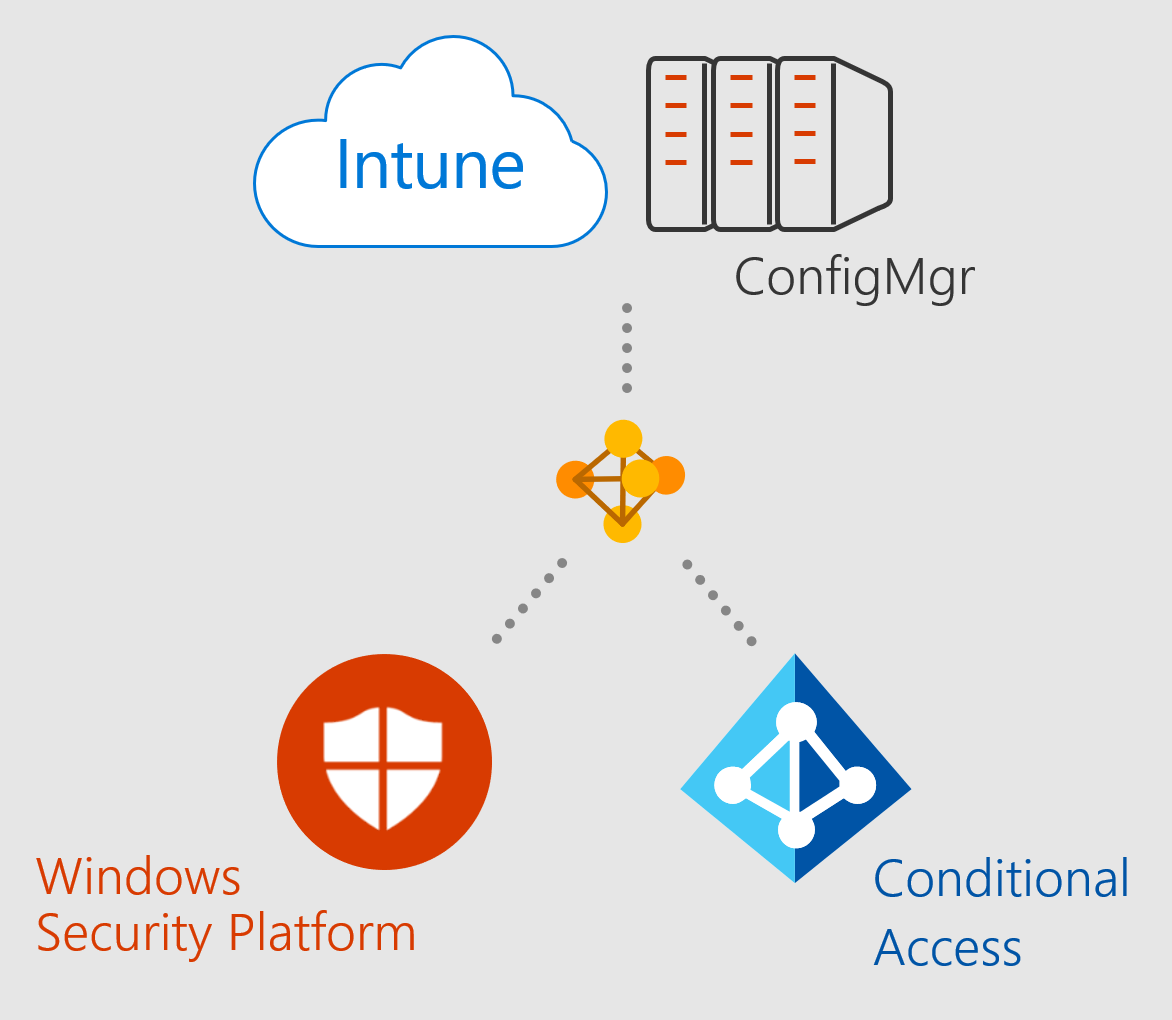 Intune
ConfigMgr
Windows
Security Platform
Conditional
Access